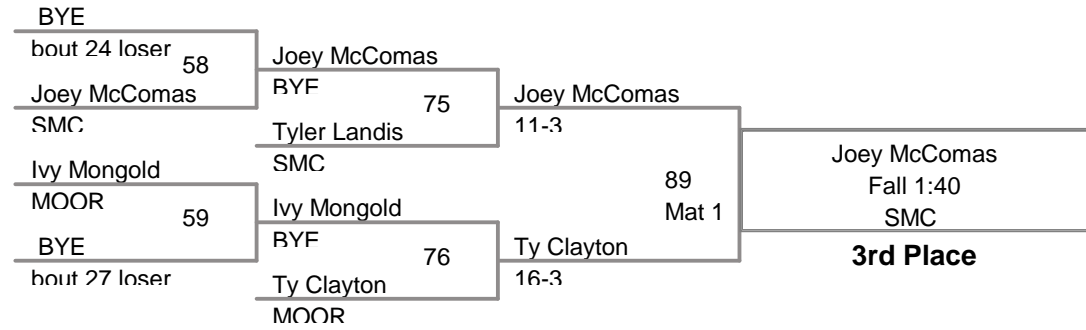 BYE
bout 24 loser
58
Joey McComas
SMC
Ivy Mongold
MOOR
59
BYE
bout 27 loser
Joey McComas
BYE
75
Tyler Landis
SMC
Ivy Mongold
BYE
76
Ty Clayton
MOOR
Joey McComas
11-3
89
Mat 1
Ty Clayton
16-3
Joey McComas
Fall 1:40
SMC
3rd Place